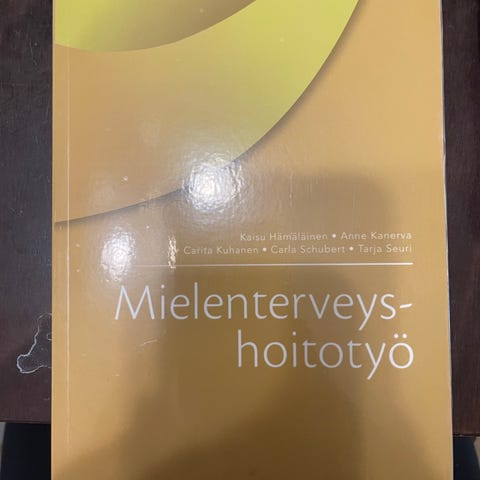 Kaisu Hämäläinen • Anne Kanerva
Carita Kuhanen • Carla Schubert • Tarja Seuri
Mielenterveys-
hoitotyö